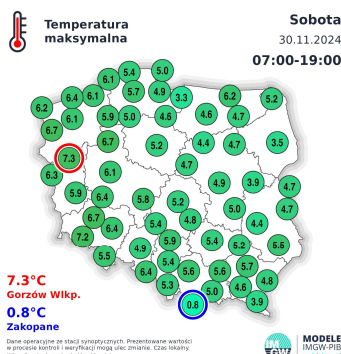 Temperatura
maksymalna
Sobota
30.11.2024
07:00-19:00
6.1 5.4 5.0
6.2 6.4 6.1 5.7 4.9 3.3 6.2 5.2
6.7 6.1 5.9 5.0 4.6 4.6 4.7
7.3 6.7 5.2 4.4 4.7 3.5
6.3 6.1 4.7
5.9 6.4 5.8 5.2 4.9 3.9 4.7
6.7 6.4 5.4 4.8 5.0 4.4 4.7
7.2 5.5 4.9 5.9 5.4 6.2 5.6
6.4 5.4 5.6 5.6 5.7 4.8
5.3 0.8 5.0 4.6 3.9
7.3°C
Gorzów Wlkp.
0.8°C
Zakopane
Dane operacyjne ze stacji synoptycznych. Prezentowane wartości
w procesie kontroli i weryfikacji mogą ulec zmianie. Czas lokalny.
IM
GW
MODELE
IMGW-PIB